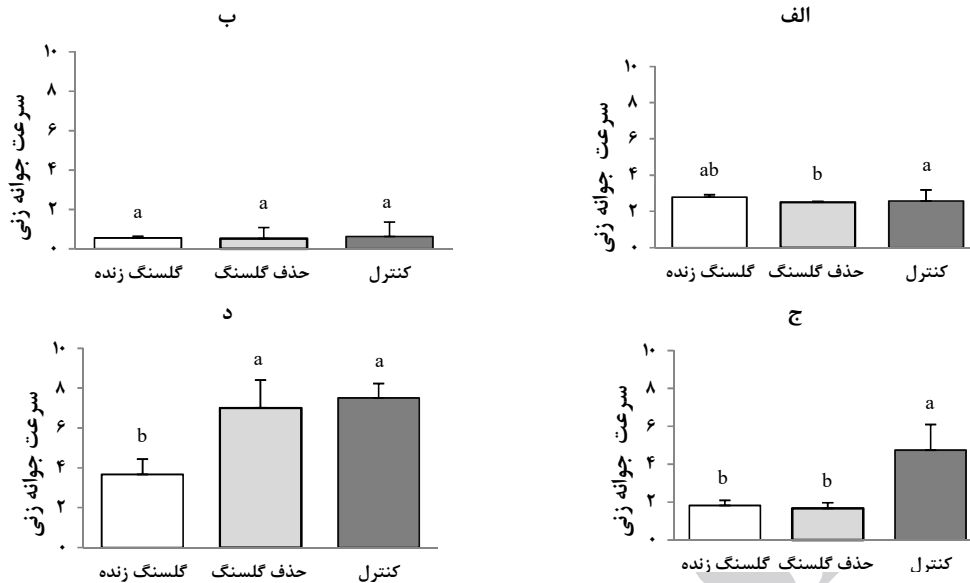 الف
سرعت جوانه زنی
۱۰
۸
۶
۴
۲
۰
ab
b
a
گلسنگ زنده
حذف گلسنگ
کنترل
ب
سرعت جوانه زنی
۱۰
۸
۶
۴
۲
۰
a
a
a
گلسنگ زنده
حذف گلسنگ
کنترل
ج
سرعت جوانه زنی
۱۰
۸
۶
۴
۲
۰
b
b
a
گلسنگ زنده
حذف گلسنگ
کنترل
د
سرعت جوانه زنی
۱۰
۸
۶
۴
۲
۰
b
a
a
گلسنگ زنده
حذف گلسنگ
کنترل